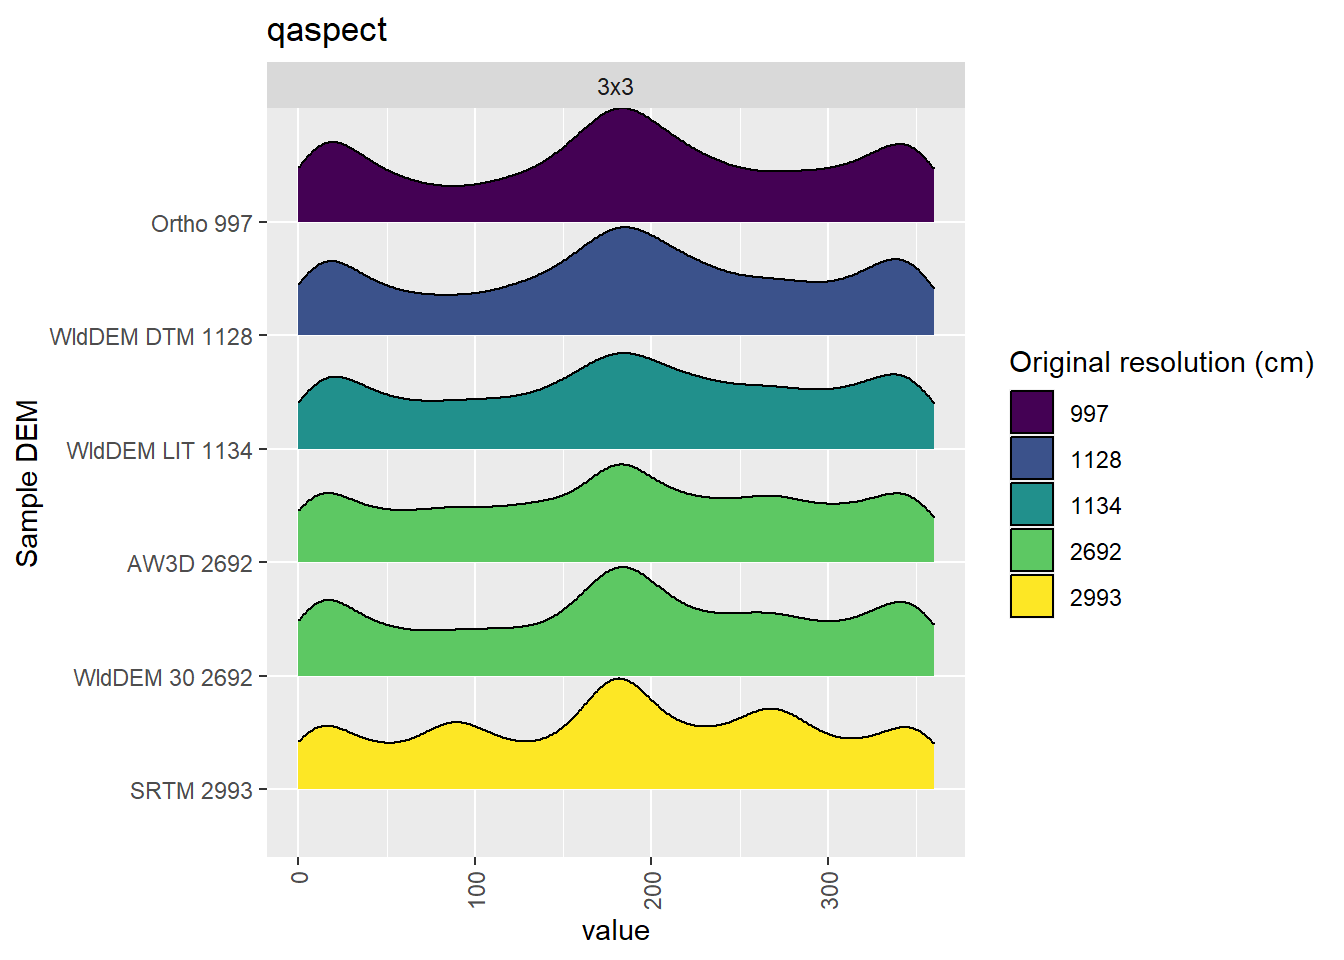 qaspect
3x3
Ortho 997
WldDEM DTM 1128
WldDEM LIT 1134
AW3D 2692
WldDEM 30 2692
SRTM 2993
Sample DEM
0
100
200
300
value
Original resolution (cm)
997
1128
1134
2692
2993